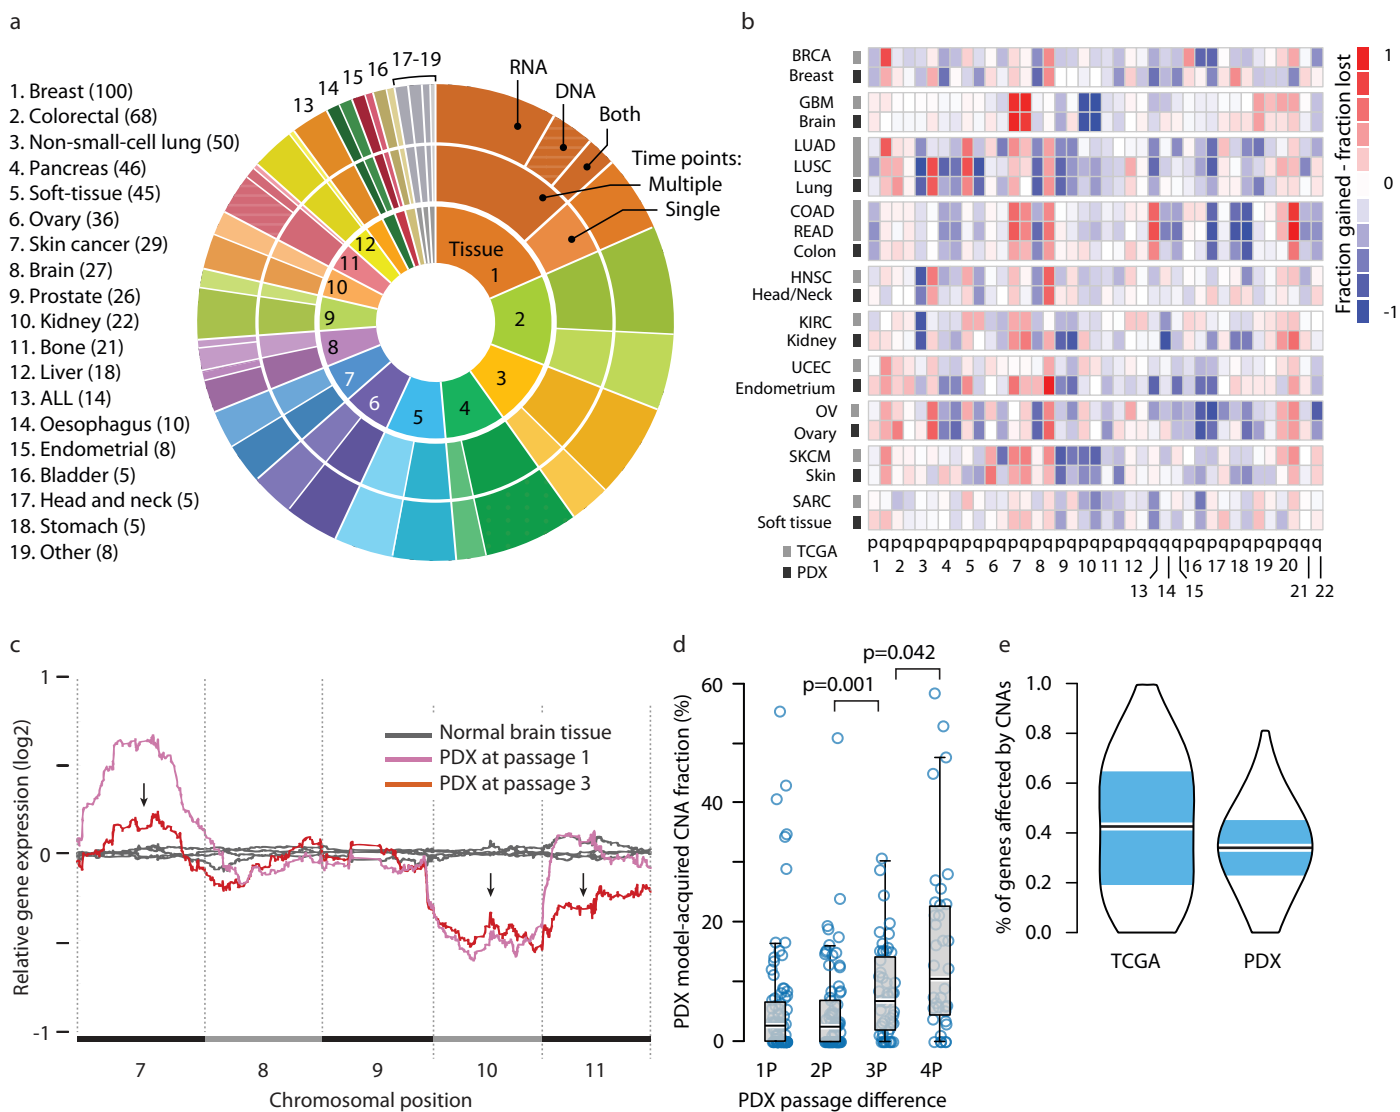 a
1. Breast (100)
2. Colorectal (68)
3. Non-small-cell lung (50)
4. Pancreas (46)
5. Soft-tissue (45)
6. Ovary (36)
7. Skin cancer (29)
8. Brain (27)
9. Prostate (26)
10. Kidney (22)
11. Bone (21)
12. Liver (18)
13. ALL (14)
14. Oesophagus (10)
15. Endometrial (8)
16. Bladder (5)
17. Head and neck (5)
18. Stomach (5)
19. Other (8)
13
14
15
16
17-19
RNA
DNA
Both
Time points:
Multiple
Single
Tissue
1
2
3
4
5
6
7
8
9
10
11
12
b
BRCA
Breast
GBM
Brain
LUAD
LUSC
Lung
COAD
READ
Colon
HNSC
Head/Neck
KIRC
Kidney
UCEC
Endometrium
OV
Ovary
SKCM
Skin
SARC
Soft tissue
TCGA
PDX
pqpqpqpqpqpqpqpqpqpqpqpqqqqpqpqpqpqpqqq
1 2 3 4 5 6 7 8 9 10 11 12 16 17 18 19 20
13 14 15 21 22
Fraction gained - fraction lost
1
0
-1
c
Relative gene expression (log2)
1
0
-1
Normal brain tissue
PDX at passage 1
PDX at passage 3
7 8 9 10 11
Chromosomal position
d
PDX model-acquired CNA fraction (%)
p=0.042
p=0.001
60
40
20
0
1P 2P 3P 4P
PDX passage difference
e
% of genes affected by CNAs
1.0
0.8
0.6
0.4
0.2
0.0
TCGA PDX